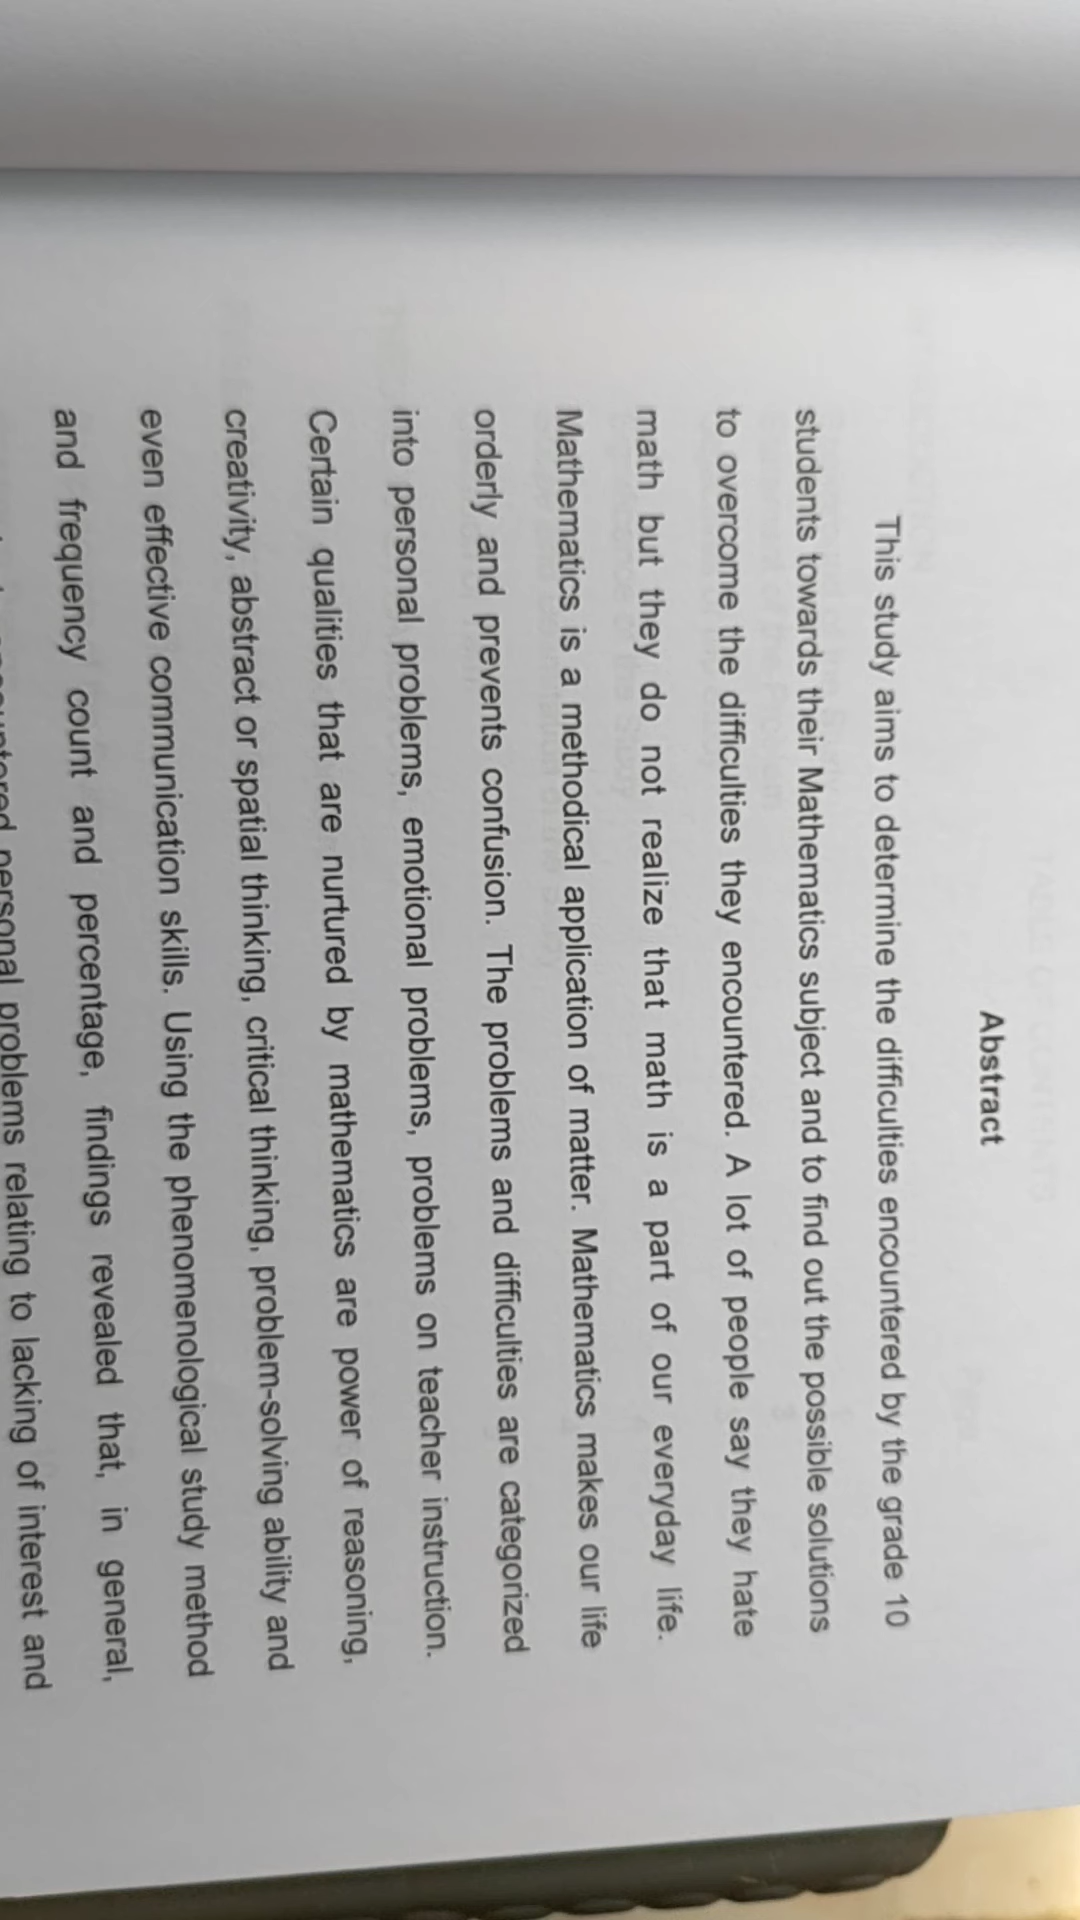 Abstract
This study aims to determine the difficulties encountered by the grade 10
students towards their Mathematics subject and to find out the possible solutions
to overcome the difficulties they encountered. A lot of people say they hate
math but they do not realize that math is a part of our everyday life.
Mathematics is a methodical application of matter. Mathematics makes our life
orderly and prevents confusion. The problems and difficulties are categorized
into personal problems, emotional problems, problems on teacher instruction.
Certain qualities that are nurtured by mathematics are power of reasoning,
creativity, abstract or spatial thinking, critical thinking, problem-solving ability and
even effective communication skills. Using the phenomenological study method
and frequency count and percentage, findings revealed that, in general,
personal problems relating to lacking of interest and